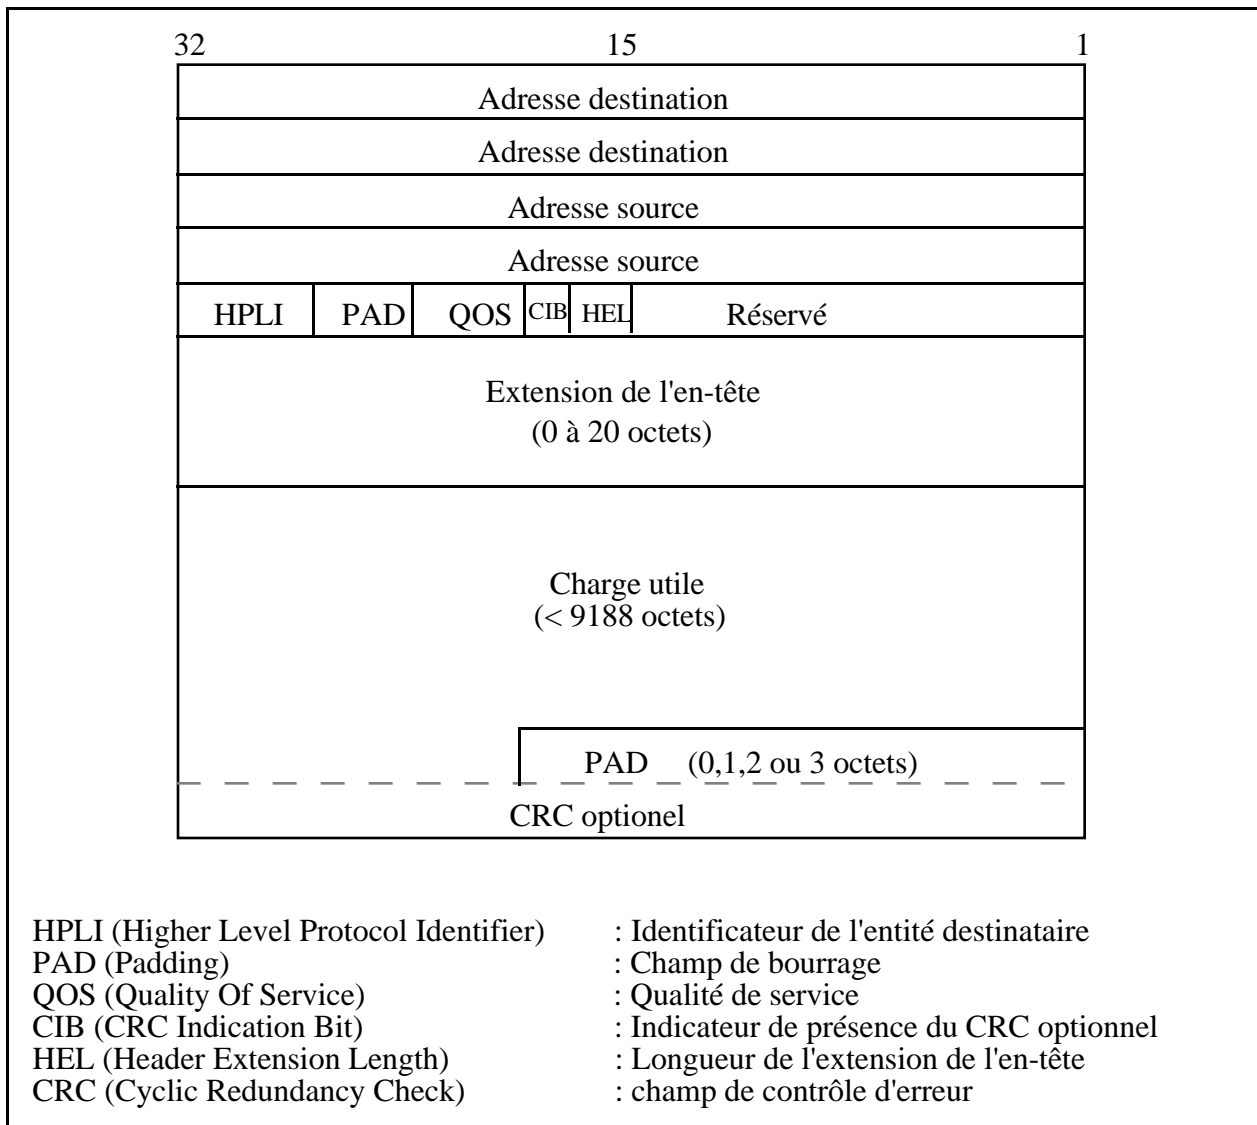 32 15 1
Adresse destination
Adresse destination
Adresse source
Adresse source
HPLI PAD QOS CIB HEL Réservé
Extension de l'en-tête
(0 à 20 octets)
Charge utile
(< 9188 octets)
PAD (0,1,2 ou 3 octets)
CRC optionel
HPLI (Higher Level Protocol Identifier) : Identificateur de l'entité destinataire
PAD (Padding) : Champ de bourrage
QOS (Quality Of Service) : Qualité de service
CIB (CRC Indication Bit) : Indicateur de présence du CRC optionnel
HEL (Header Extension Length) : Longueur de l'extension de l'en-tête
CRC (Cyclic Redundancy Check) : champ de contrôle d'erreur